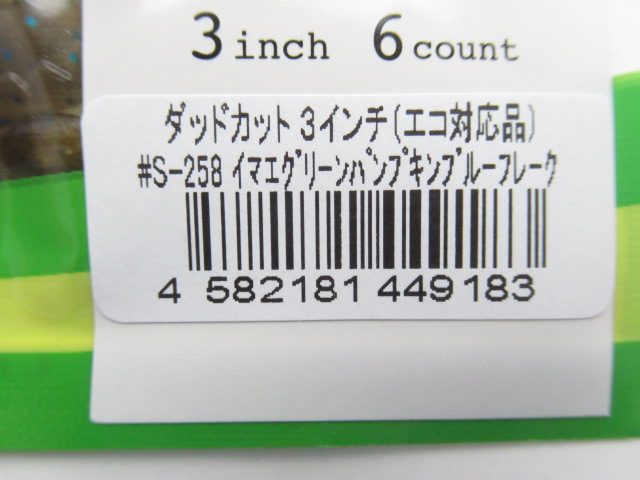 3 inch 6 count
ダッドカット 3インチ(エコ対応品)
#S-258 イマエグリーンパンプキンブルーフレーク
4 582181 449183